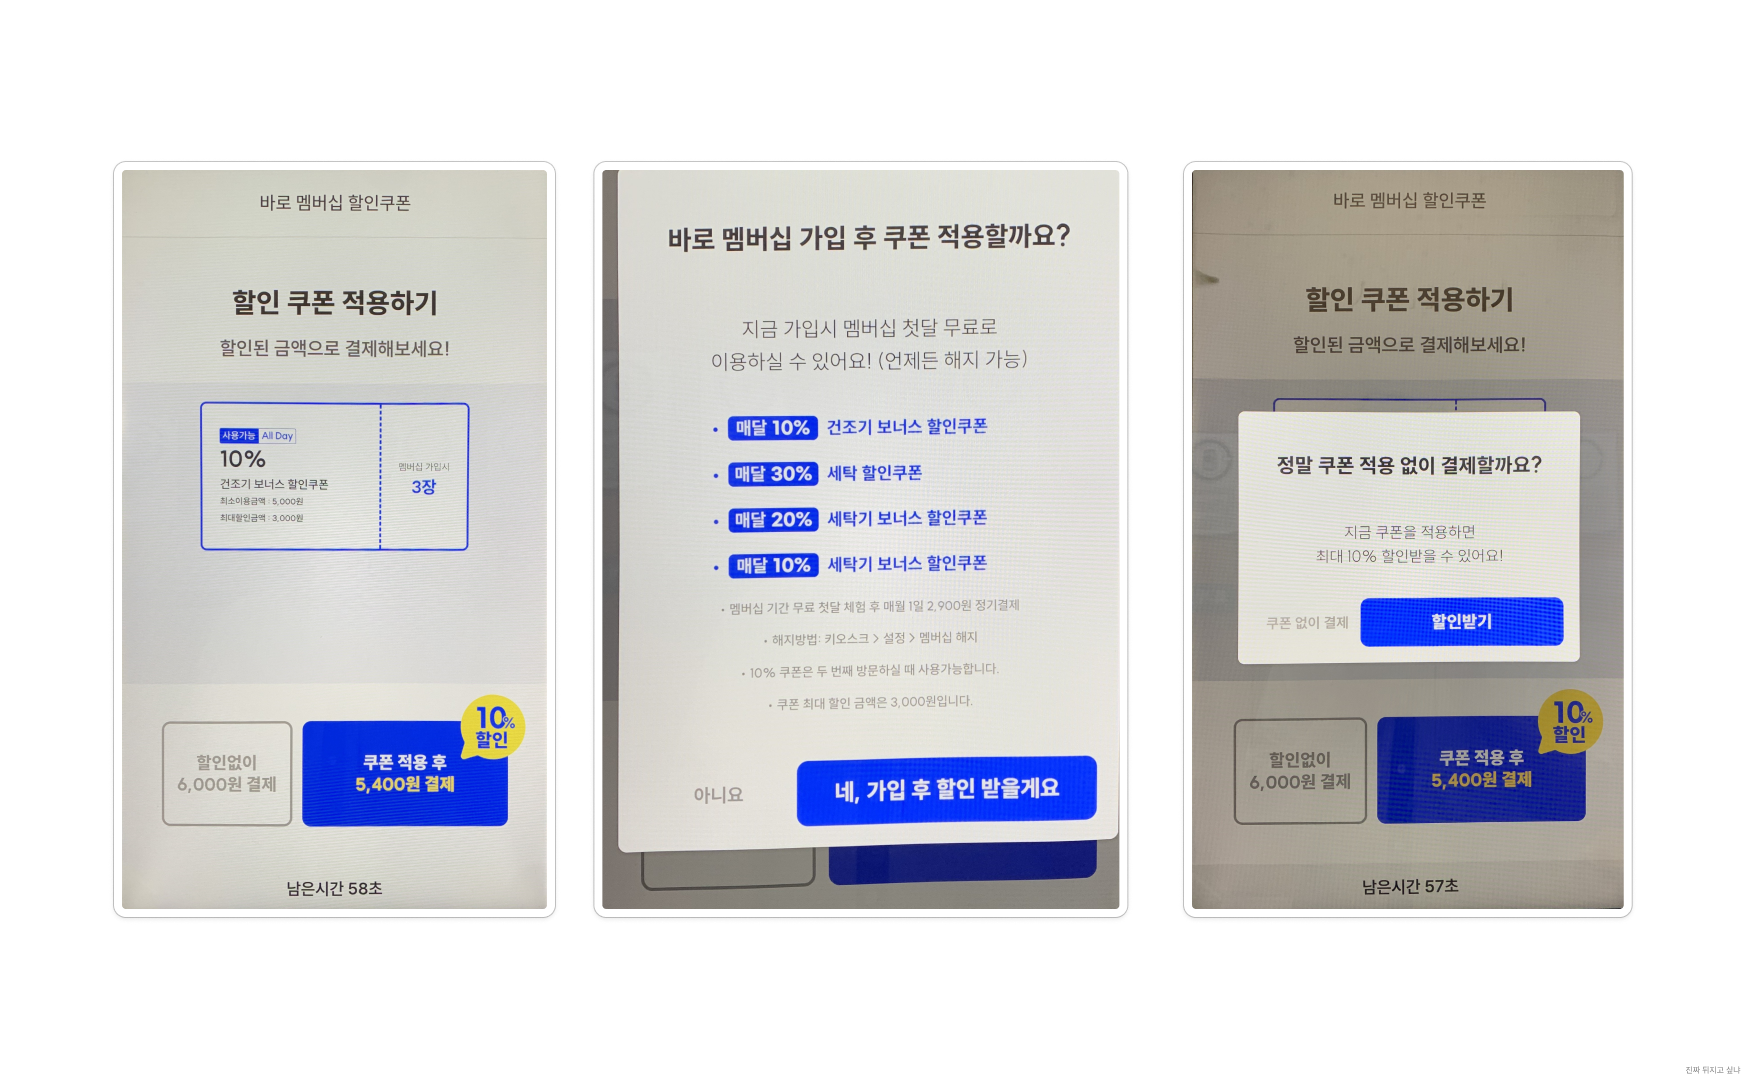 바로 멤버십 할인쿠폰
할인 쿠폰 적용하기
할인된 금액으로 결제해보세요!
사용가능 All Day
10%
건조기 보너스 할인쿠폰
최소이용금액 : 5,000원
최대할인금액 : 3,000원
멤버십 가입시
3장
10%
할인
할인없이
6,000원 결제
쿠폰 적용 후
5,400원 결제
남은시간 58초
바로 멤버십 가입 후 쿠폰 적용할까요?
지금 가입시 멤버십 첫달 무료로
이용하실 수 있어요! (언제든 해지 가능)
• 매달 10% 건조기 보너스 할인쿠폰
• 매달 30% 세탁 할인쿠폰
• 매달 20% 세탁기 보너스 할인쿠폰
• 매달 10% 세탁기 보너스 할인쿠폰
• 멤버십 기간 무료 첫달 체험 후 매월 1일 2,900원 정기결제
• 해지방법: 키오스크 > 설정 > 멤버십 해지
• 10% 쿠폰은 두 번째 방문하실 때 사용가능합니다.
• 쿠폰 최대 할인 금액은 3,000원입니다.
아니요
네, 가입 후 할인 받을게요
바로 멤버십 할인쿠폰
할인 쿠폰 적용하기
할인된 금액으로 결제해보세요!
정말 쿠폰 적용 없이 결제할까요?
지금 쿠폰을 적용하면
최대 10% 할인받을 수 있어요!
쿠폰 없이 결제
할인받기
10%
할인
할인없이
6,000원 결제
쿠폰 적용 후
5,400원 결제
남은시간 57초
진짜 뒤지고 싶냐